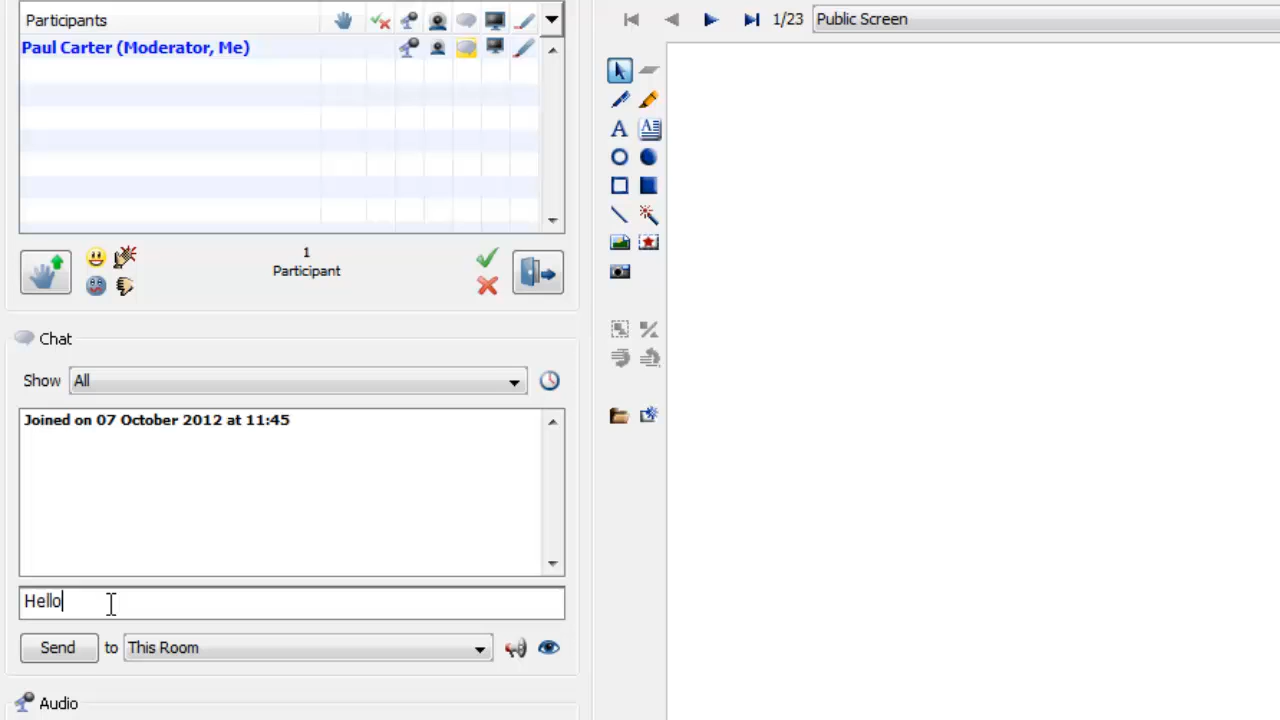 Participants
Paul Carter (Moderator, Me)
1
Participant
Chat
Show All
Joined on 07 October 2012 at 11:45
Hello
Send to This Room
Audio
1/23 Public Screen
A
A